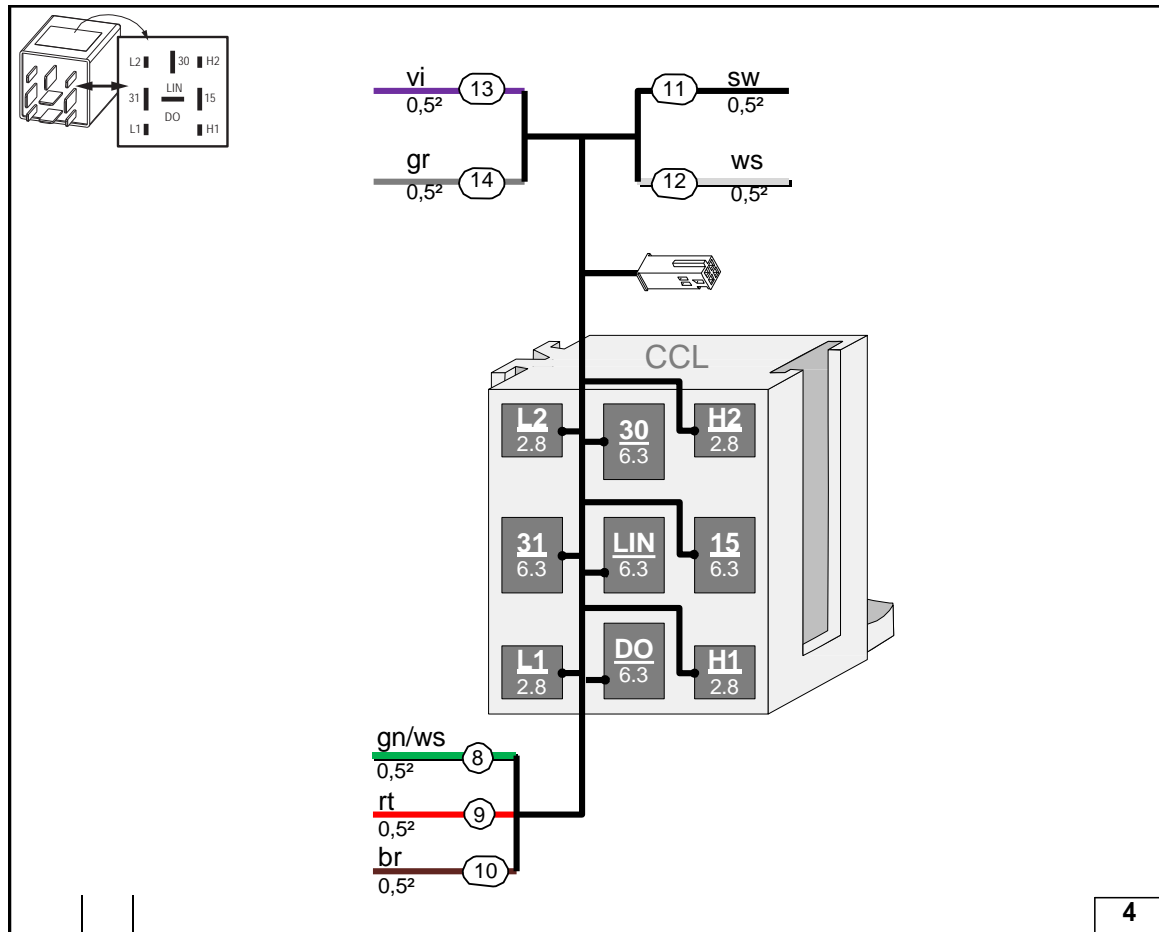 L2 30 H2
LIN
31 15
DO
L1 H1
vi 13
0,5²
11 sw
0,5²
gr 14
0,5²
12 ws
0,5²
CCL
L2 30 H2
2.8 6.3 2.8
31 LIN 15
6.3 6.3 6.3
L1 DO H1
2.8 6.3 2.8
gn/ws 8
0,5²
rt 9
0,5²
br 10
0,5²
4